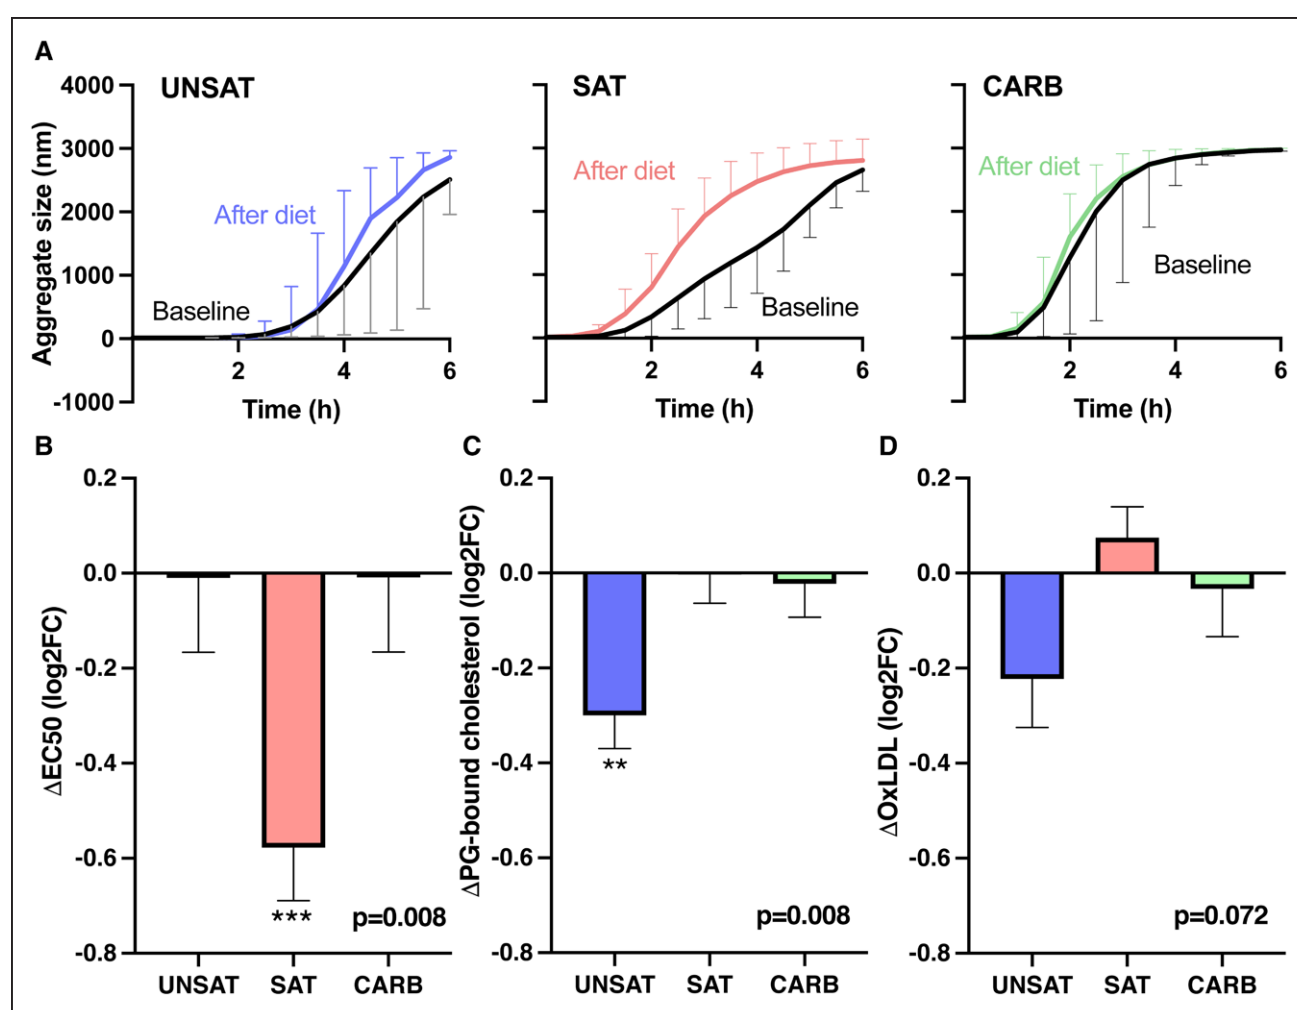 A
UNSAT
SAT
CARB
Aggregate size (nm)
4000
3000
2000
1000
0
-1000
After diet
Baseline
After diet
Baseline
After diet
Baseline
2 4 6
2 4 6
2 4 6
Time (h)
Time (h)
Time (h)
B
ΔEC50 (log2FC)
0.2
0.0
-0.2
-0.4
-0.6
-0.8
***
p=0.008
UNSAT SAT CARB
C
ΔPG-bound cholesterol (log2FC)
0.2
0.0
-0.2
-0.4
-0.6
-0.8
**
p=0.008
UNSAT SAT CARB
D
ΔOxLDL (log2FC)
0.2
0.0
-0.2
-0.4
-0.6
-0.8
p=0.072
UNSAT SAT CARB